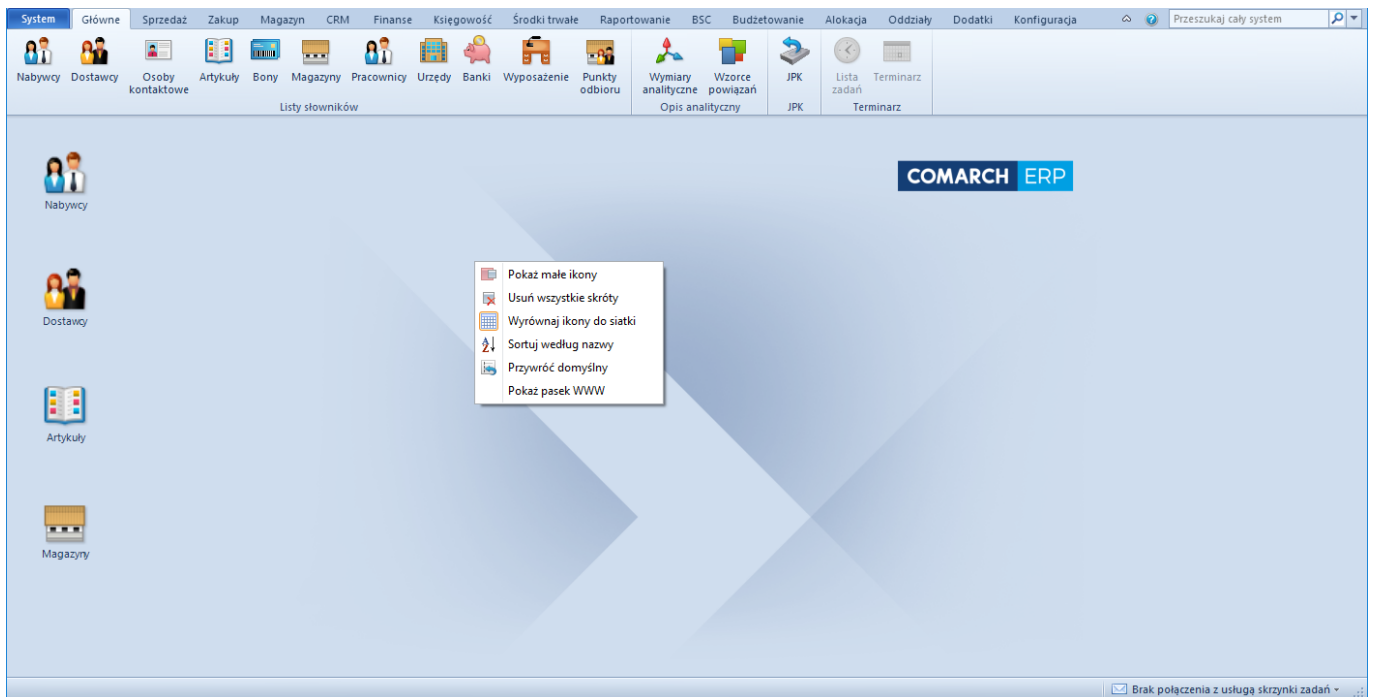 System Główne Sprzedaż Zakup Magazyn CRM Finanse Księgowość Środki trwałe Raportowanie BSC Budżetowanie Alokacja Oddziały Dodatki Konfiguracja Przeszukaj cały system
Nabywcy Dostawcy Osoby kontaktowe Artykuły Bony Magazyny Pracownicy Urzędy Banki Wyposażenie Punkty odbioru Wymiary analityczne Wzorce powiązań JPK Lista zadań Terminarz
Listy słowników Opis analityczny JPK Terminarz
COMARCH ERP
Nabywcy
Dostawcy
Artykuły
Magazyny
Pokaż małe ikony
Usuń wszystkie skróty
Wyrównaj ikony do siatki
Sortuj według nazwy
Przywróć domyślny
Pokaż pasek WWW
Brak połączenia z usługą skrzynki zadań